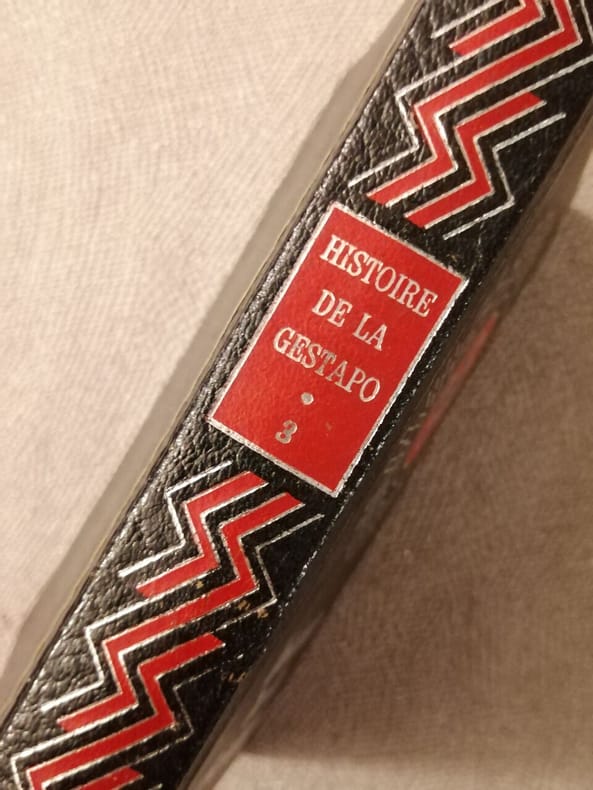 HISTOIRE
DE LA
GESTAPO
•
3